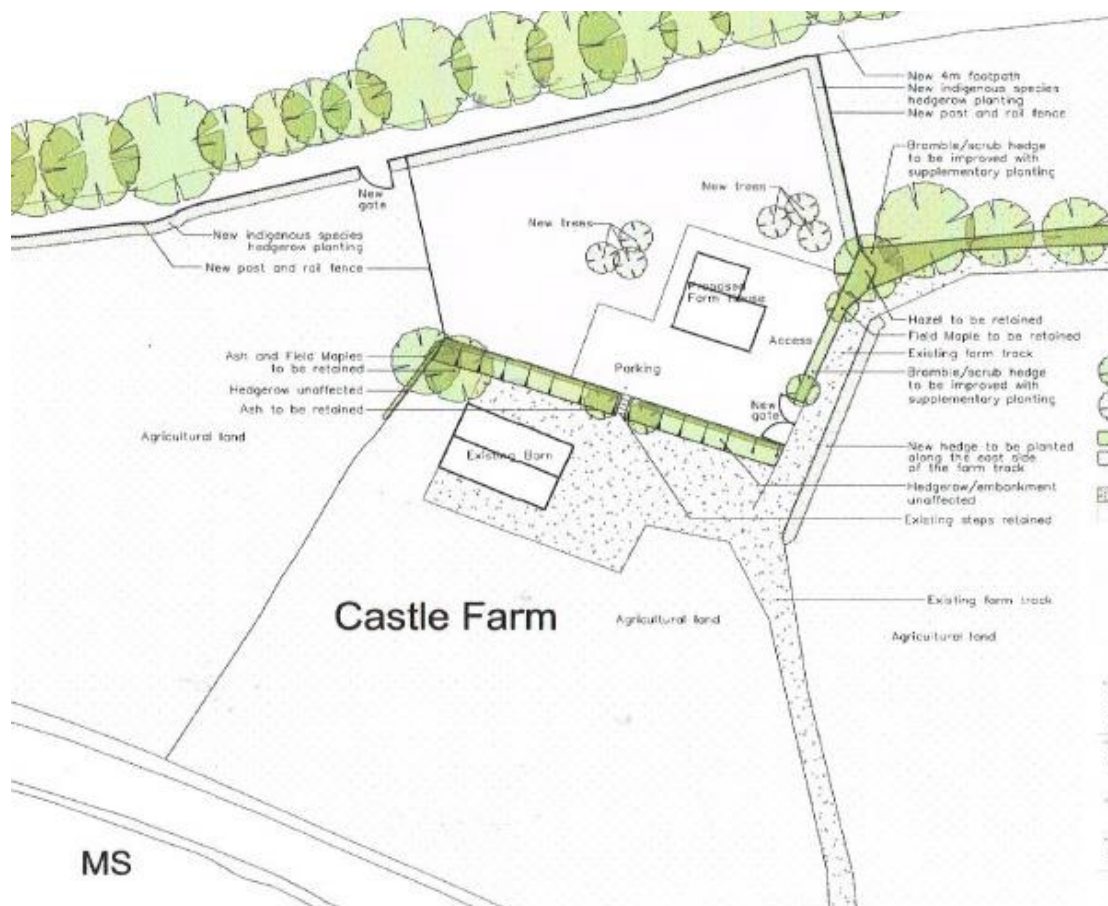 New 4m footpath
New indigenous species
hedgerow planting
New post and rail fence
Bramble/scrub hedge
to be improved with
supplementary planting
New
gate
New trees
New trees
New indigenous species
hedgerow planting
New post and rail fence
Proposed
Farm House
Hazel to be retained
Field Maple to be retained
Existing farm track
Bramble/scrub hedge
to be improved with
supplementary planting
Access
Ash and Field Maples
to be retained
Parking
Hedgerow unaffected
Ash to be retained
New
gate
Agricultural land
Existing Barn
New hedge to be planted
along the east side
of the farm track
Hedgerow/embankment
unaffected
Existing steps retained
Castle Farm
Existing farm track
Agricultural land
Agricultural land
MS